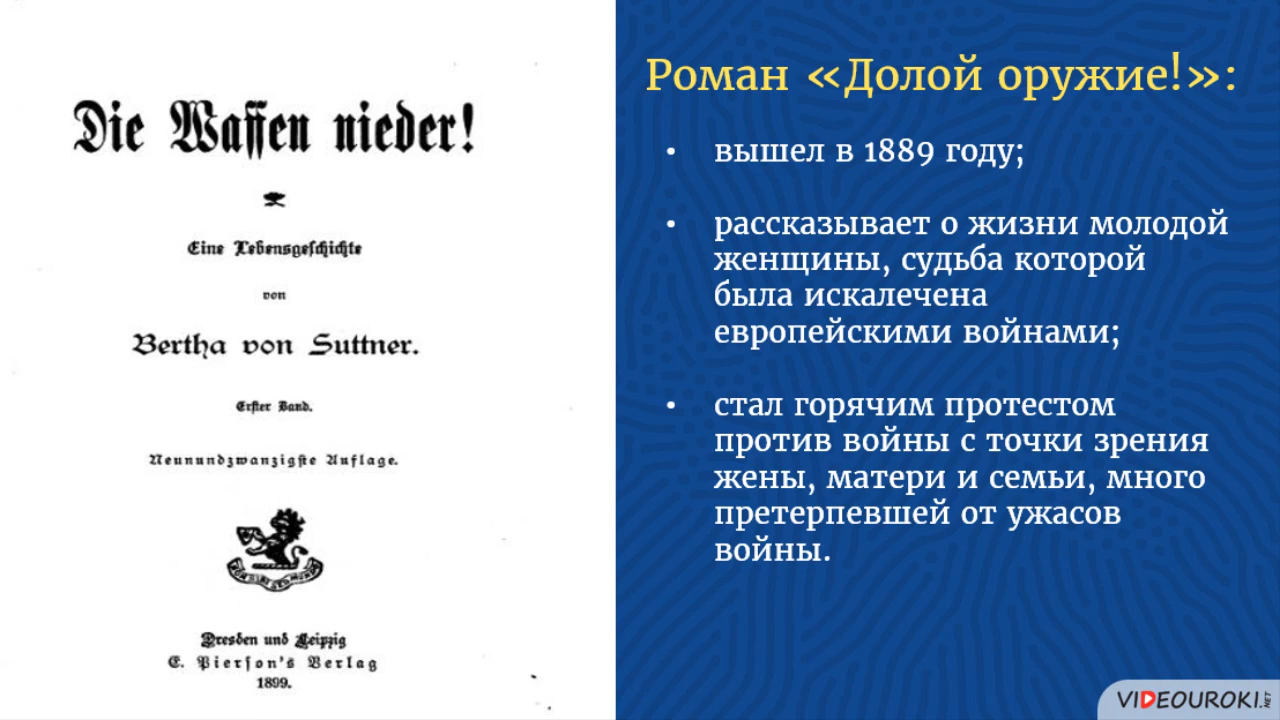 Die Waffen nieder!
Eine Lebensgeschichte
von
Bertha von Suttner.
Erster Band.
Neunundzwanzigste Auflage.
Dresden und Leipzig
E. Pierson's Verlag
1899.
Роман «Долой оружие!»:
• вышел в 1889 году;
• рассказывает о жизни молодой
женщины, судьба которой
была искалечена
европейскими войнами;
• стал горячим протестом
против войны с точки зрения
жены, матери и семьи, много
претерпевшей от ужасов
войны.
VIDEOUROKI.NET